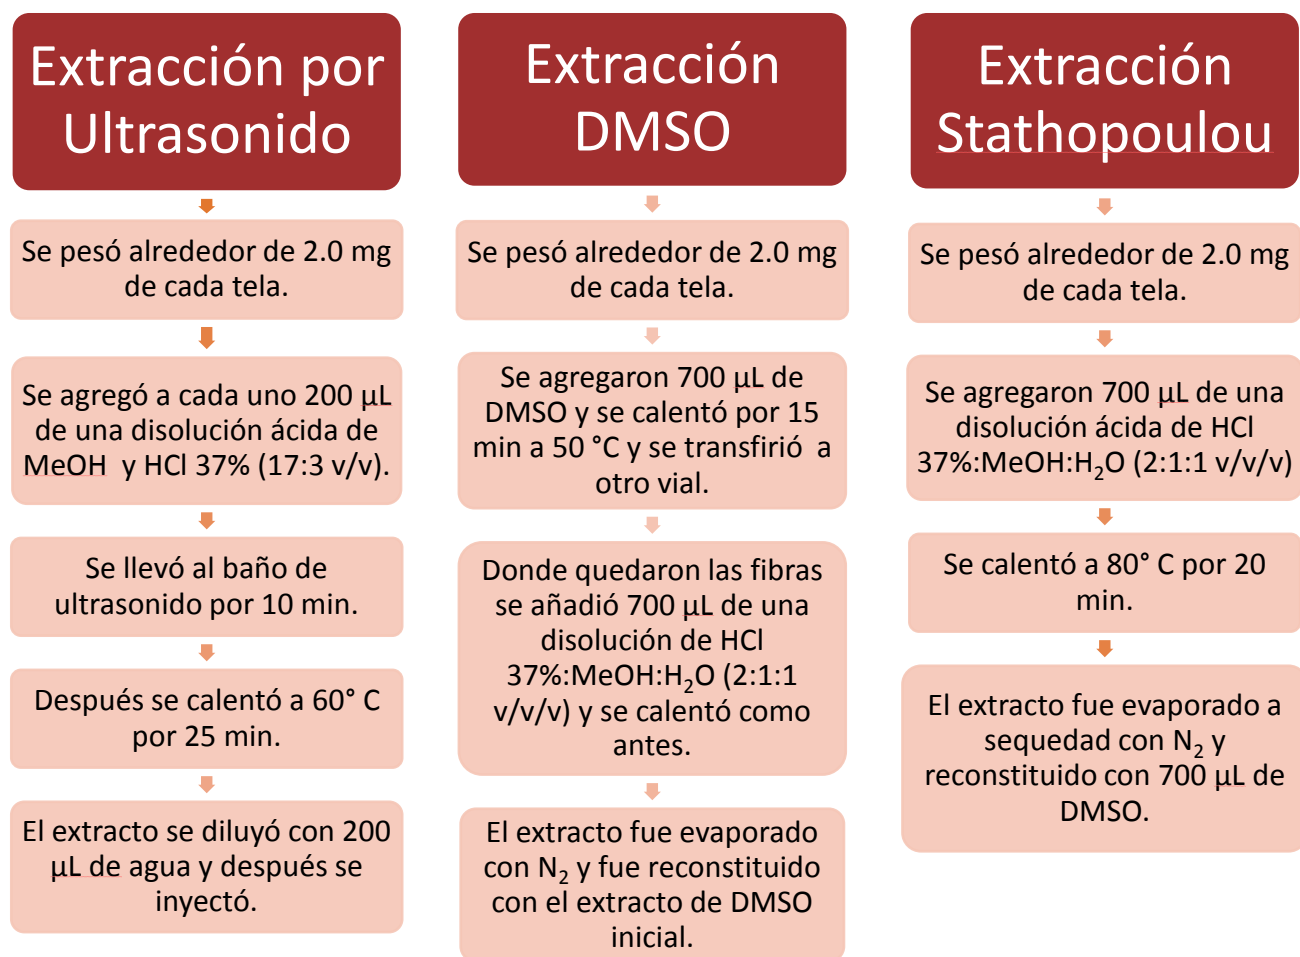 Extracción por
Ultrasonido
Se pesó alrededor de 2.0 mg
de cada tela.
Se agregó a cada uno 200 µL
de una disolución ácida de
MeOH y HCl 37% (17:3 v/v).
Se llevó al baño de
ultrasonido por 10 min.
Después se calentó a 60° C
por 25 min.
El extracto se diluyó con 200
µL de agua y después se
inyectó.
Extracción
DMSO
Se pesó alrededor de 2.0 mg
de cada tela.
Se agregaron 700 µL de
DMSO y se calentó por 15
min a 50 °C y se transfirió a
otro vial.
Donde quedaron las fibras
se añadió 700 µL de una
disolución de HCl
37%:MeOH:H₂O (2:1:1
v/v/v) y se calentó como
antes.
El extracto fue evaporado
con N₂ y fue reconstituido
con el extracto de DMSO
inicial.
Extracción
Stathopoulou
Se pesó alrededor de 2.0 mg
de cada tela.
Se agregaron 700 µL de una
disolución ácida de HCl
37%:MeOH:H₂O (2:1:1 v/v/v)
Se calentó a 80° C por 20
min.
El extracto fue evaporado a
sequedad con N₂ y
reconstituido con 700 µL de
DMSO.